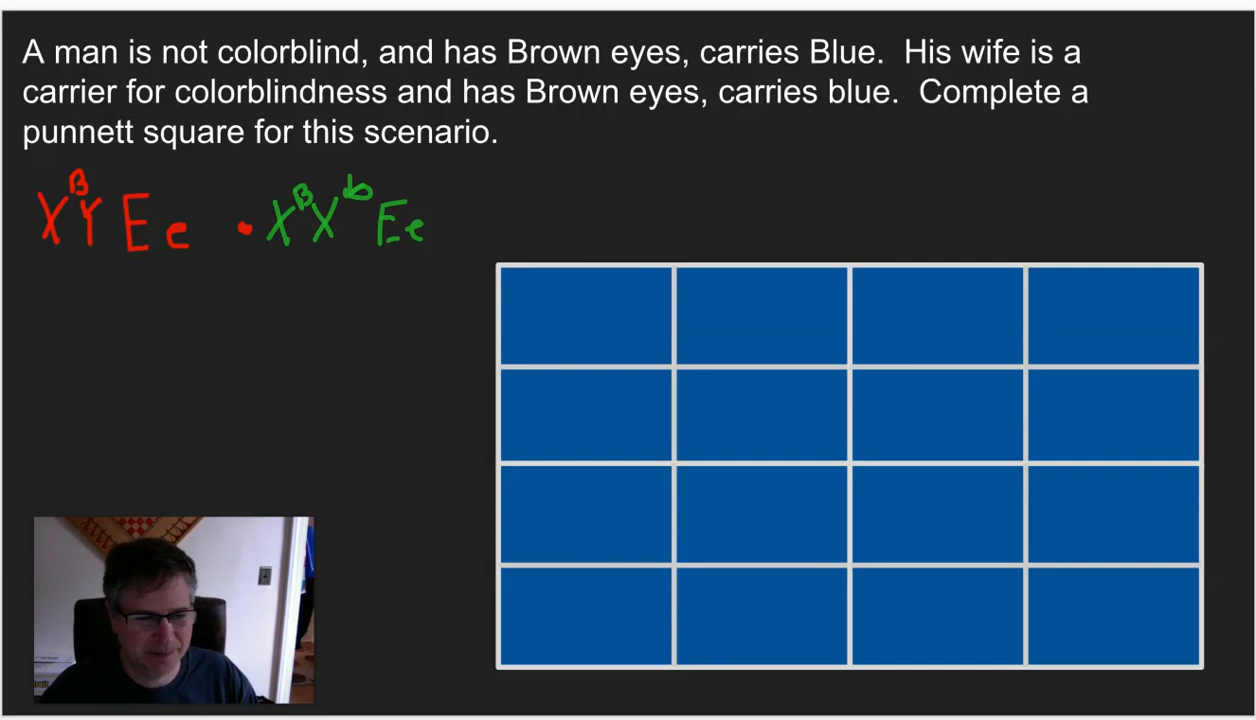 A man is not colorblind, and has Brown eyes, carries Blue.  His wife is a
carrier for colorblindness and has Brown eyes, carries blue.  Complete a
punnett square for this scenario.
XᴮY Ee · XᴮXᵇ Ee